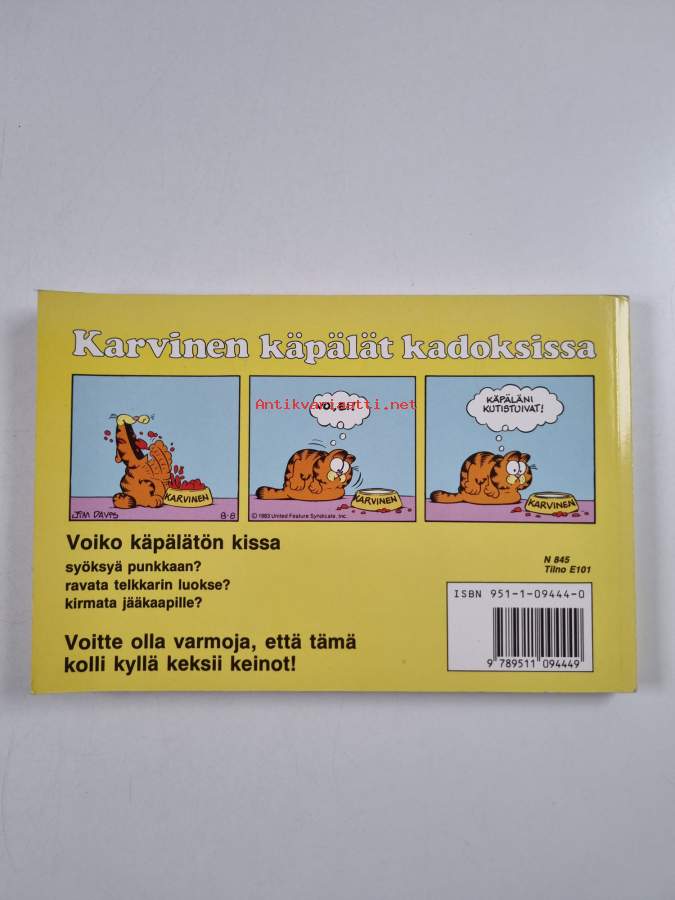 Karvinen käpälät kadoksissa
KARVINEN
JIM DAVIS
8-8
Antikvariaatti.net
KARVINEN
© 1983 United Feature Syndicate, Inc.
KÄPÄLÄNI
KUTISTUIVAT!
KARVINEN
Voiko käpälätön kissa
syöksyä punkkaan?
ravata telkkarin luokse?
kirmata jääkaapille?
Voitte olla varmoja, että tämä
kolli kyllä keksii keinot!
N 845
Tilno E101
ISBN 951-1-09444-0
9 789511 094449